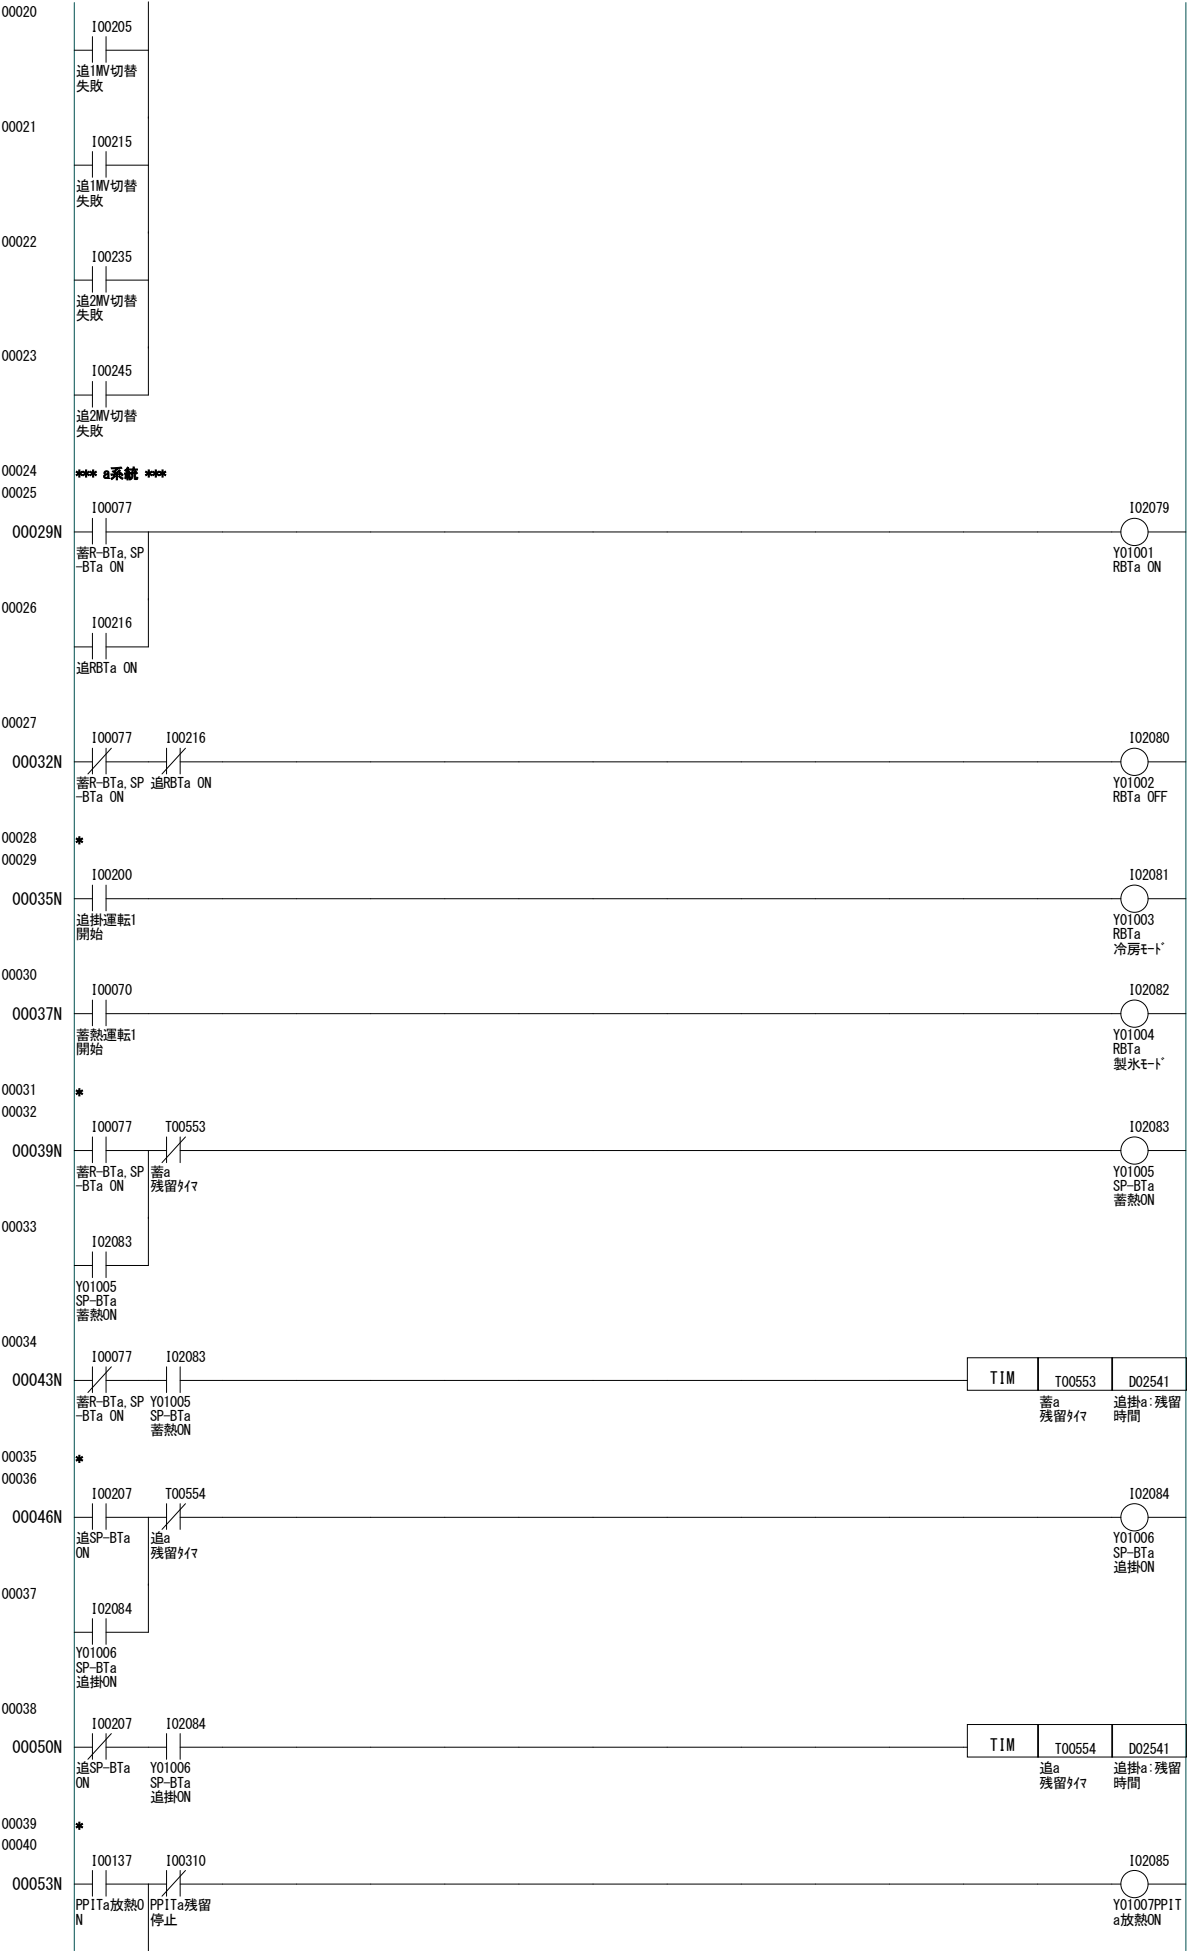 00020
I00205
追1MV切替
失敗
00021
I00215
追1MV切替
失敗
00022
I00235
追2MV切替
失敗
00023
I00245
追2MV切替
失敗
00024 *** a系統 ***
00025
I00077 I02079
00029N
蓄R-BTa,SP Y01001
-BTa ON RBTa ON
00026
I00216
追RBTa ON
00027
I00077 I00216 I02080
00032N
蓄R-BTa,SP 追RBTa ON Y01002
-BTa ON RBTa OFF
00028 *
00029
I00200 I02081
00035N
追掛運転1 Y01003
開始 RBTa
冷房ﾓｰﾄﾞ
00030
I00070 I02082
00037N
蓄熱運転1 Y01004
開始 RBTa
製氷ﾓｰﾄﾞ
00031 *
00032
I00077 T00553 I02083
00039N
蓄R-BTa,SP 蓄a Y01005
-BTa ON 残留ﾀｲﾏ SP-BTa
蓄熱ON
00033
I02083
Y01005
SP-BTa
蓄熱ON
00034
I00077 I02083
00043N TIM T00553 D02541
蓄R-BTa,SP Y01005 蓄a 追掛a:残留
-BTa ON SP-BTa 残留ﾀｲﾏ 時間
蓄熱ON
00035 *
00036
I00207 T00554 I02084
00046N
追SP-BTa 追a Y01006
ON 残留ﾀｲﾏ SP-BTa
追掛ON
00037
I02084
Y01006
SP-BTa
追掛ON
00038
I00207 I02084
00050N TIM T00554 D02541
追SP-BTa Y01006 追a 追掛a:残留
ON SP-BTa 残留ﾀｲﾏ 時間
追掛ON
00039 *
00040
I00137 I00310 I02085
00053N
PPITa放熱O PPITa残留 Y01007PPIT
N 停止 a放熱ON